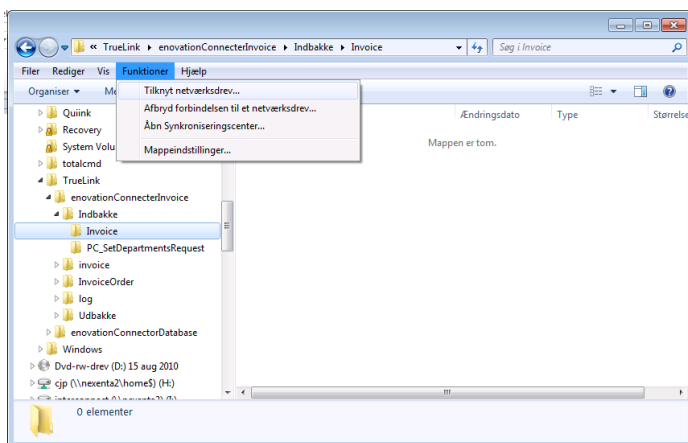 « TrueLink ▸ enovationConnecterInvoice ▸ Indbakke ▸ Invoice
Søg i Invoice
Filer Rediger Vis Funktioner Hjælp
Organiser
Tilknyt netværksdrev...
Afbryd forbindelsen til et netværksdrev...
Åbn Synkroniseringscenter...
Mappeindstillinger...
Ændringsdato Type Størrelse
Mappen er tom.
Quiink
Recovery
System Volu
totalcmd
TrueLink
enovationConnecterInvoice
Indbakke
Invoice
PC_SetDepartmentsRequest
invoice
InvoiceOrder
log
Udbakke
enovationConnectorDatabase
Windows
Dvd-rw-drev (D:) 15 aug 2010
cjp (\\nexenta2\home$) (H:)
0 elementer